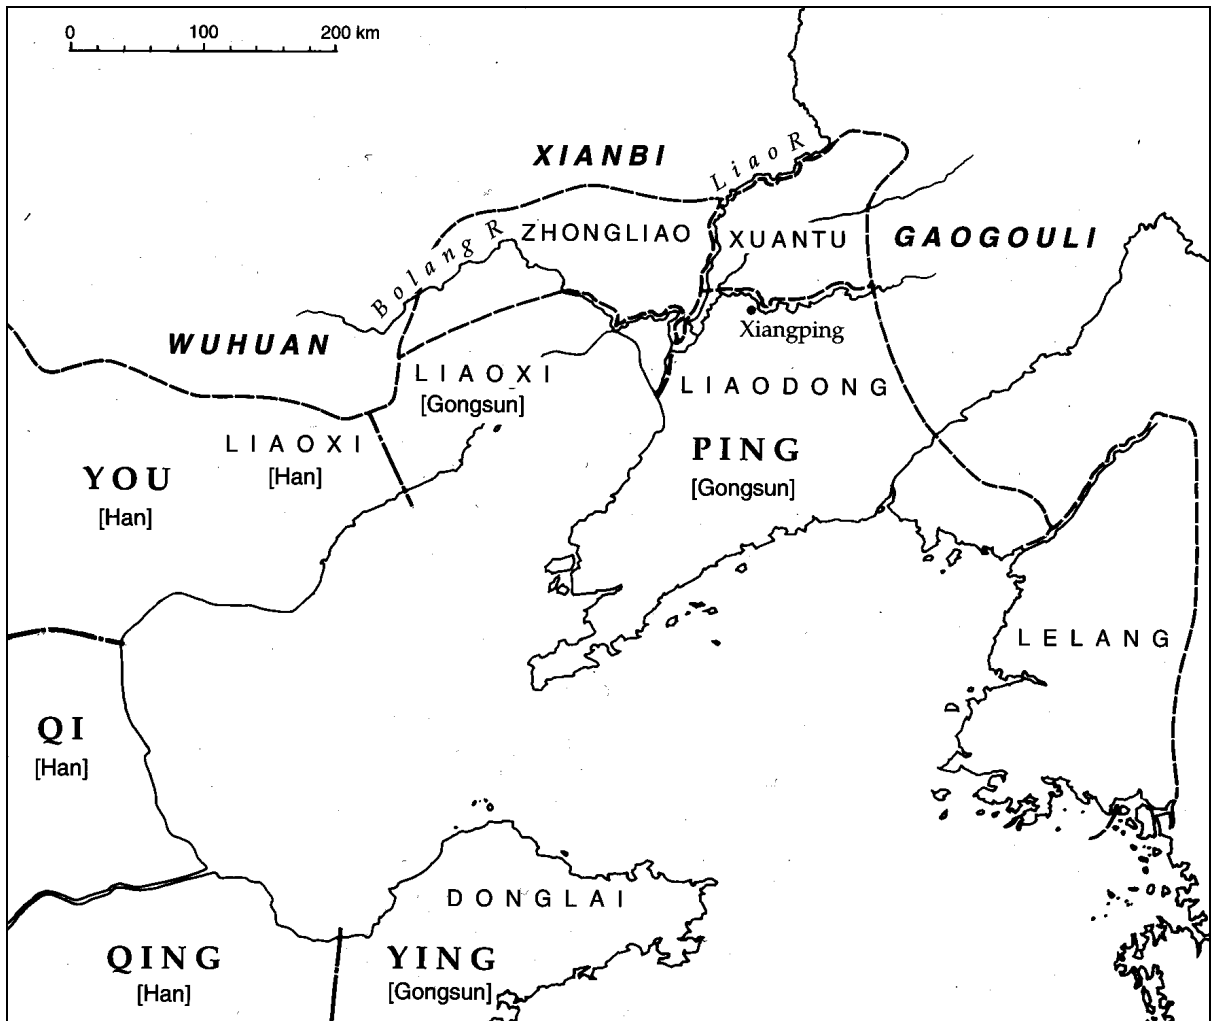 0 100 200 km
XIANBI
Liao R
ZHONGLIAO
XUANTU
GAOGOULI
Bolang R
WUHUAN
Xiangping
LIAOXI
[Gongsun]
LIAODONG
LIAOXI
[Han]
PING
[Gongsun]
YOU
[Han]
LELANG
QI
[Han]
DONGLAI
QING
[Han]
YING
[Gongsun]